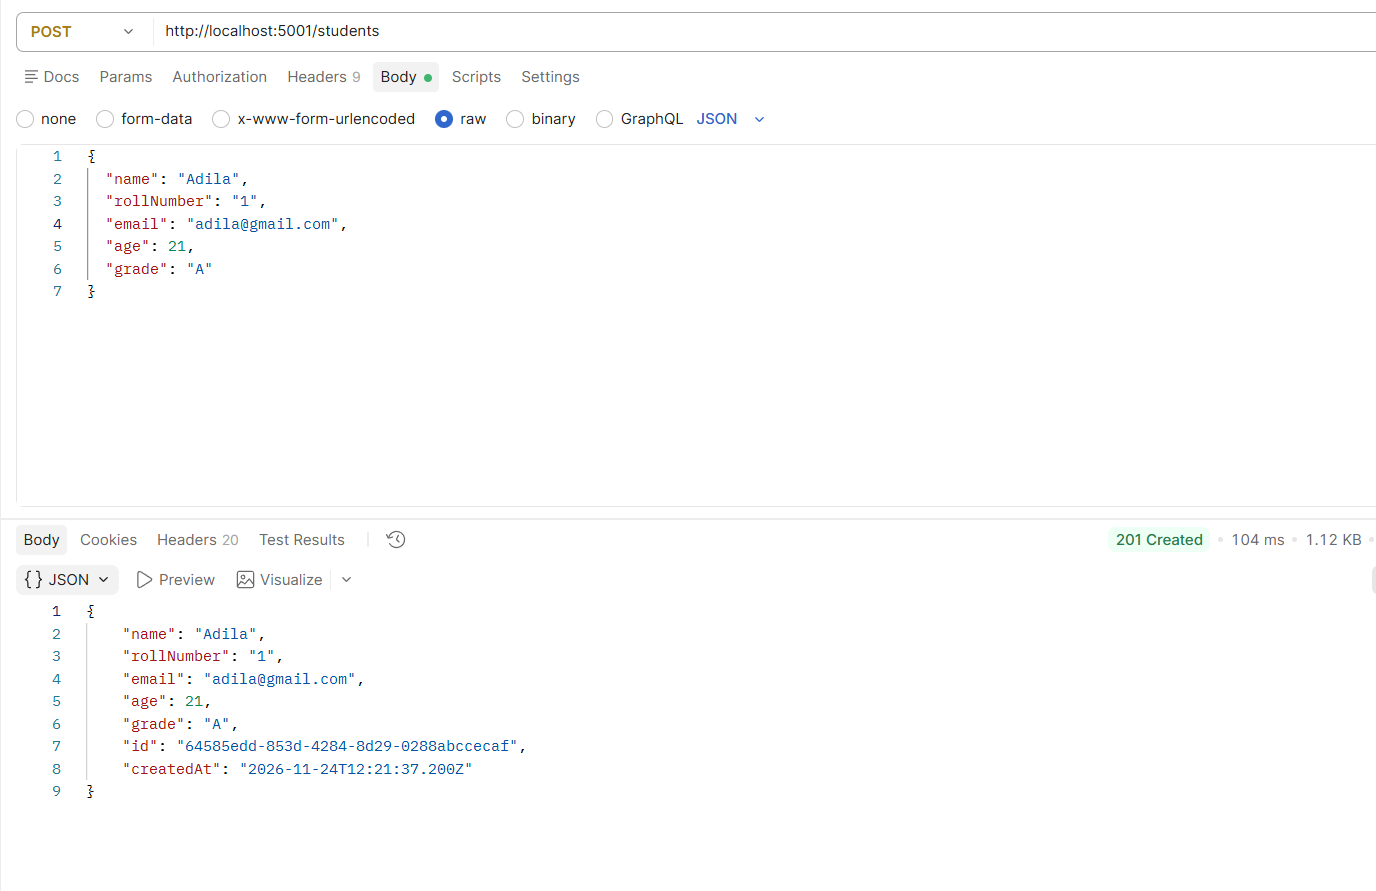 POST http://localhost:5001/students
Docs Params Authorization Headers 9 Body Scripts Settings
none form-data x-www-form-urlencoded raw binary GraphQL JSON
1 {
2 "name": "Adila",
3 "rollNumber": "1",
4 "email": "adila@gmail.com",
5 "age": 21,
6 "grade": "A"
7 }
Body Cookies Headers 20 Test Results 201 Created • 104 ms • 1.12 KB •
{} JSON Preview Visualize
1 {
2 "name": "Adila",
3 "rollNumber": "1",
4 "email": "adila@gmail.com",
5 "age": 21,
6 "grade": "A",
7 "id": "64585edd-853d-4284-8d29-0288abccecaf",
8 "createdAt": "2026-11-24T12:21:37.200Z"
9 }